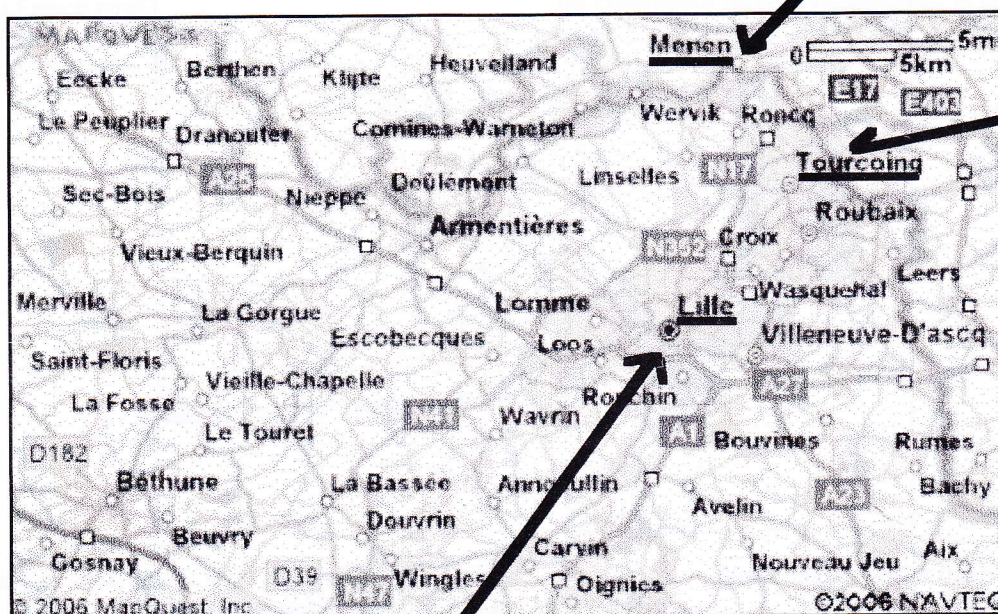 MAPQUEST
Menen
0 5m
5km
Eecke Berthen Klijte Heuvelland
E17 E403
Le Peuplier Dranouter Comines-Warneton Wervik Roncq
A25 Linselles N17 Tourcoing
Sec-Bois Nieppe Deûlémont Roubaix
Vieux-Berquin Armentières N352 Croix
Leers
Merville La Gorgue Lomme Lille Wasquehal
Escobecques Loos Villeneuve-D'ascq
Saint-Floris Vieille-Chapelle A27
La Fosse N41 Wavrin Ronchin
Le Touret A1 Bouvines Rumes
D182
Béthune La Bassée Annœullin Avelin A23 Bachy
Beuvry Douvrin
Gosnay Carvin Nouveau Jeu Aix
D39 N47 Wingles Oignies
© 2006 MapQuest, Inc ©2006 NAVTEQ